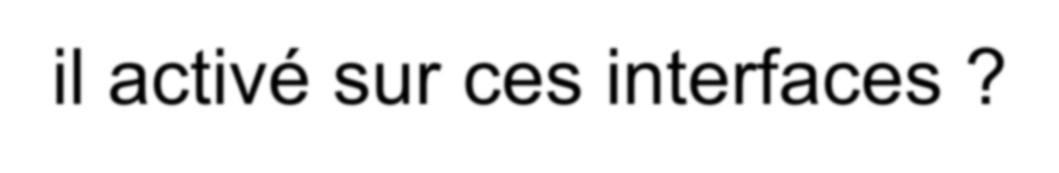 il activé sur ces interfaces ?